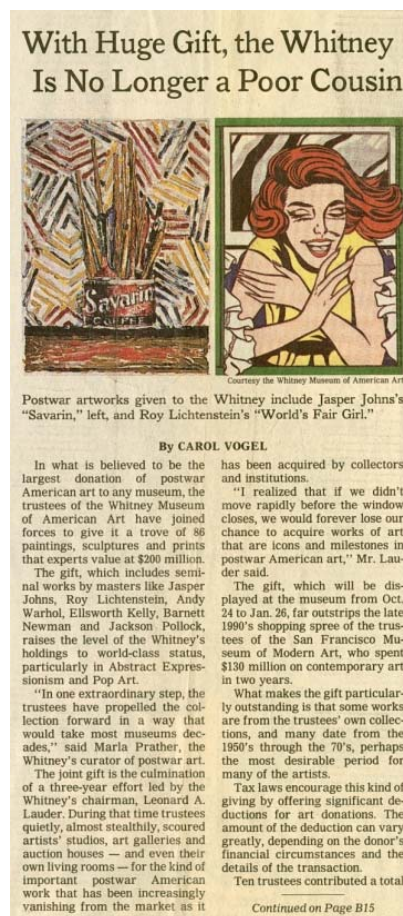 With Huge Gift, the Whitney
Is No Longer a Poor Cousin
Savarin
COFFEE
Courtesy the Whitney Museum of American Art
Postwar artworks given to the Whitney include Jasper Johns's
“Savarin,” left, and Roy Lichtenstein's “World's Fair Girl.”
By CAROL VOGEL
In what is believed to be the
largest donation of postwar
American art to any museum, the
trustees of the Whitney Museum
of American Art have joined
forces to give it a trove of 86
paintings, sculptures and prints
that experts value at $200 million.
The gift, which includes semi-
nal works by masters like Jasper
Johns, Roy Lichtenstein, Andy
Warhol, Ellsworth Kelly, Barnett
Newman and Jackson Pollock,
raises the level of the Whitney's
holdings to world-class status,
particularly in Abstract Expres-
sionism and Pop Art.
“In one extraordinary step, the
trustees have propelled the col-
lection forward in a way that
would take most museums dec-
ades,” said Marla Prather, the
Whitney's curator of postwar art.
The joint gift is the culmination
of a three-year effort led by the
Whitney's chairman, Leonard A.
Lauder. During that time trustees
quietly, almost stealthily, scoured
artists' studios, art galleries and
auction houses — and even their
own living rooms — for the kind of
important postwar American
work that has been increasingly
vanishing from the market as it
has been acquired by collectors
and institutions.
“I realized that if we didn't
move rapidly before the window
closes, we would forever lose our
chance to acquire works of art
that are icons and milestones in
postwar American art,” Mr. Lau-
der said.
The gift, which will be dis-
played at the museum from Oct.
24 to Jan. 26, far outstrips the late
1990's shopping spree of the trus-
tees of the San Francisco Mu-
seum of Modern Art, who spent
$130 million on contemporary art
in two years.
What makes the gift particular-
ly outstanding is that some works
are from the trustees' own collec-
tions, and many date from the
1950's through the 70's, perhaps
the most desirable period for
many of the artists.
Tax laws encourage this kind of
giving by offering significant de-
ductions for art donations. The
amount of the deduction can vary
greatly, depending on the donor's
financial circumstances and the
details of the transaction.
Ten trustees contributed a total
Continued on Page B15